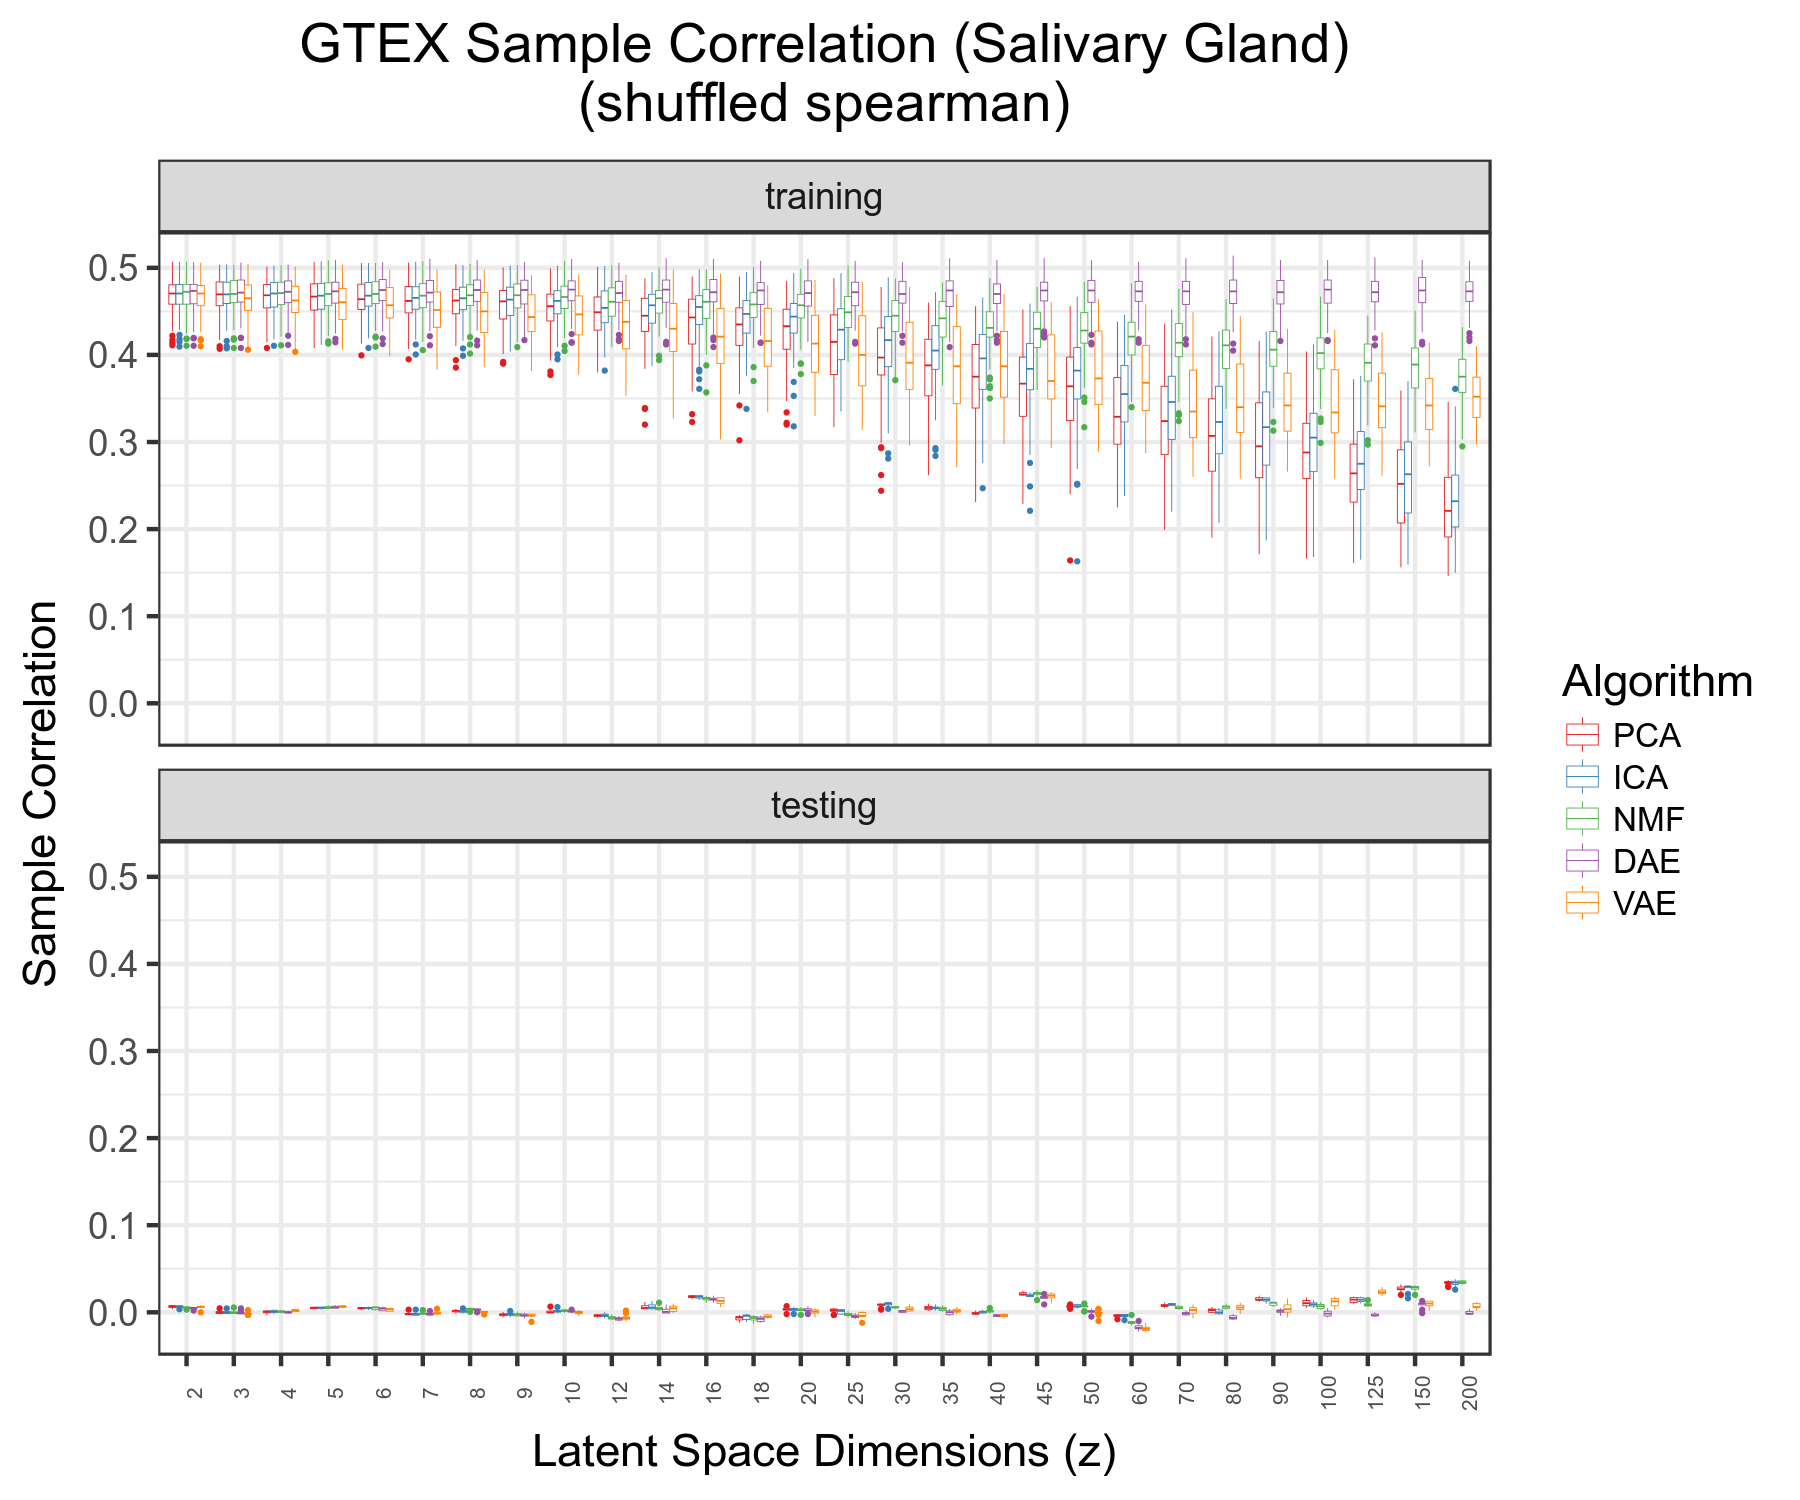 GTEX Sample Correlation (Salivary Gland)
(shuffled spearman)
training
0.5
0.4
0.3
0.2
0.1
0.0
testing
0.5
0.4
0.3
0.2
0.1
0.0
Sample Correlation
2 3 4 5 6 7 8 9 10 12 14 16 18 20 25 30 35 40 45 50 60 70 80 90 100 125 150 200
Latent Space Dimensions (z)
Algorithm
PCA
ICA
NMF
DAE
VAE